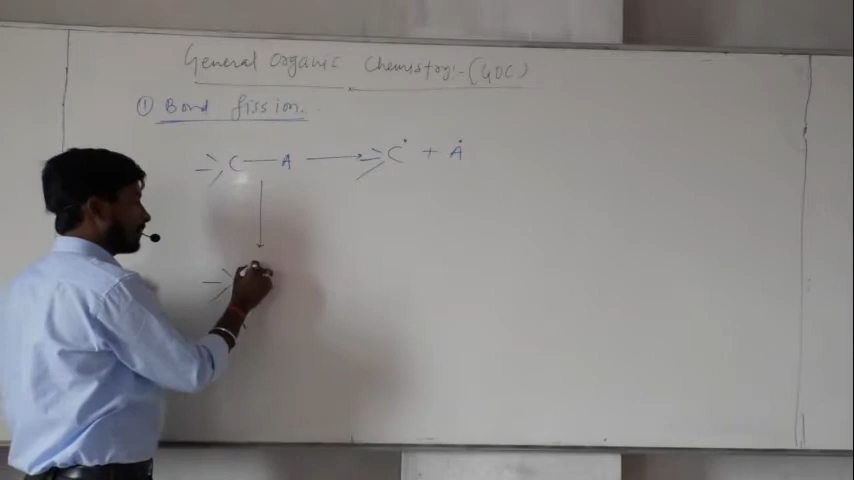 General Organic Chemistry:-(GOC)
① Bond fission.
C — A ⟶ C• + A•